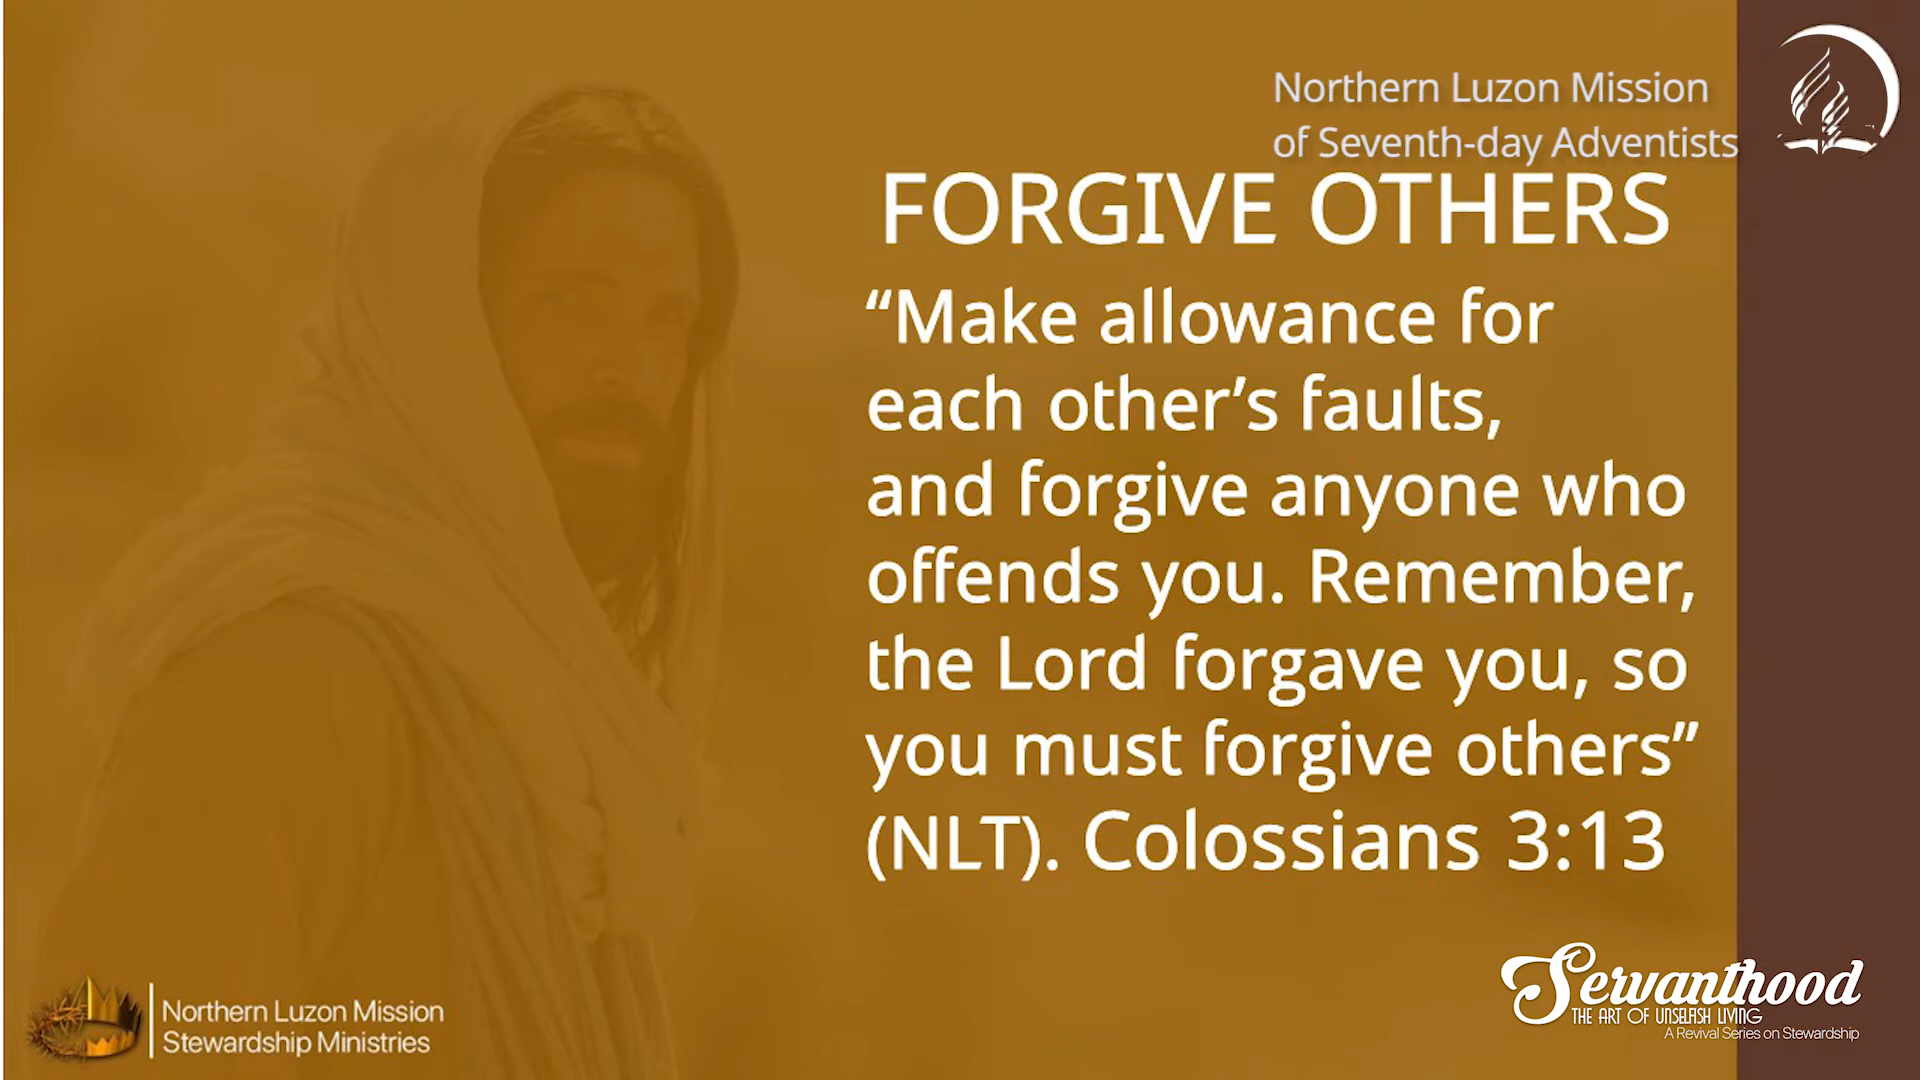 Northern Luzon Mission
of Seventh-day Adventists
FORGIVE OTHERS
“Make allowance for
each other’s faults,
and forgive anyone who
offends you. Remember,
the Lord forgave you, so
you must forgive others”
(NLT). Colossians 3:13
Servanthood
THE ART OF UNSELFISH LIVING
A Revival Series on Stewardship
Northern Luzon Mission
Stewardship Ministries